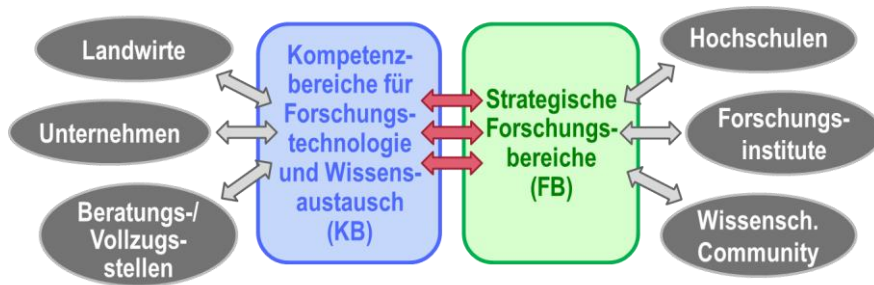 Landwirte
Unternehmen
Beratungs-/
Vollzugs-
stellen
Kompetenz-
bereiche für
Forschungs-
technologie
und Wissens-
austausch
(KB)
Strategische
Forschungs-
bereiche
(FB)
Hochschulen
Forschungs-
institute
Wissensch.
Community